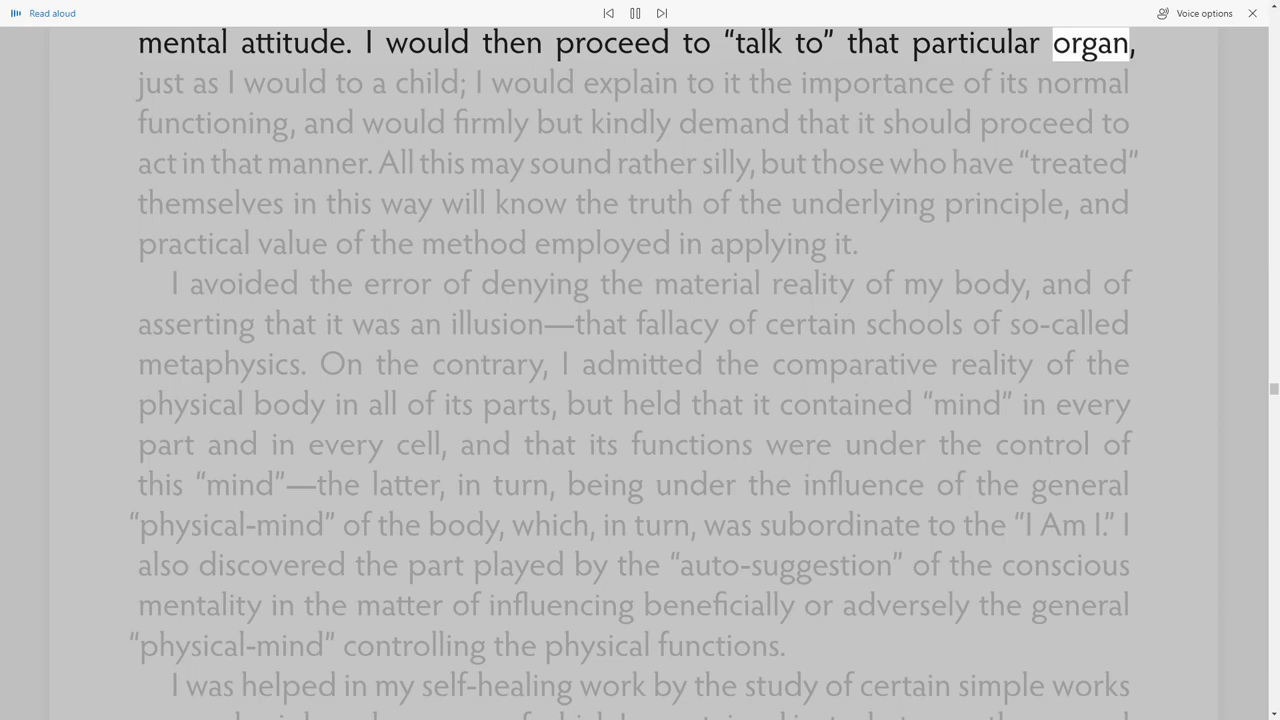 Read aloud
Voice options
mental attitude. I would then proceed to “talk to” that particular organ,
just as I would to a child; I would explain to it the importance of its normal
functioning, and would firmly but kindly demand that it should proceed to
act in that manner. All this may sound rather silly, but those who have “treated”
themselves in this way will know the truth of the underlying principle, and
practical value of the method employed in applying it.
I avoided the error of denying the material reality of my body, and of
asserting that it was an illusion—that fallacy of certain schools of so-called
metaphysics. On the contrary, I admitted the comparative reality of the
physical body in all of its parts, but held that it contained “mind” in every
part and in every cell, and that its functions were under the control of
this “mind”—the latter, in turn, being under the influence of the general
“physical-mind” of the body, which, in turn, was subordinate to the “I Am I.” I
also discovered the part played by the “auto-suggestion” of the conscious
mentality in the matter of influencing beneficially or adversely the general
“physical-mind” controlling the physical functions.
I was helped in my self-healing work by the study of certain simple works